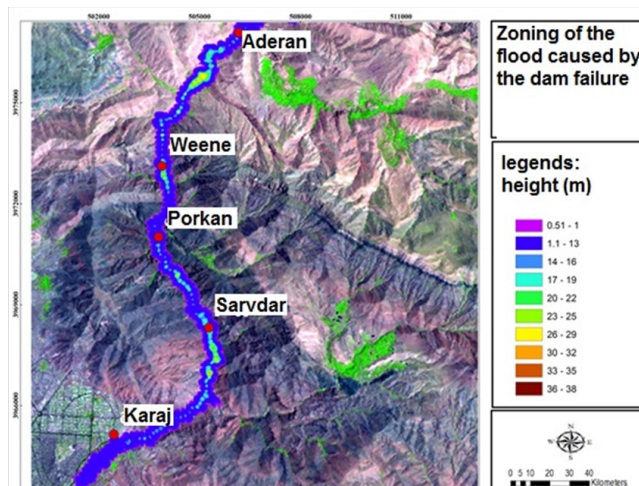 502000 505000 508000 511000
Zoning of the
flood caused by
the dam failure
Aderan
3975000
Weene
3972000
Porkan
3969000
Sarvdar
3966000
Karaj
legends:
height (m)
0.51 - 1
1.1 - 13
14 - 16
17 - 19
20 - 22
23 - 25
26 - 29
30 - 32
33 - 35
36 - 38
N
W E
S
0 5 10 20 30 40
Kilometers